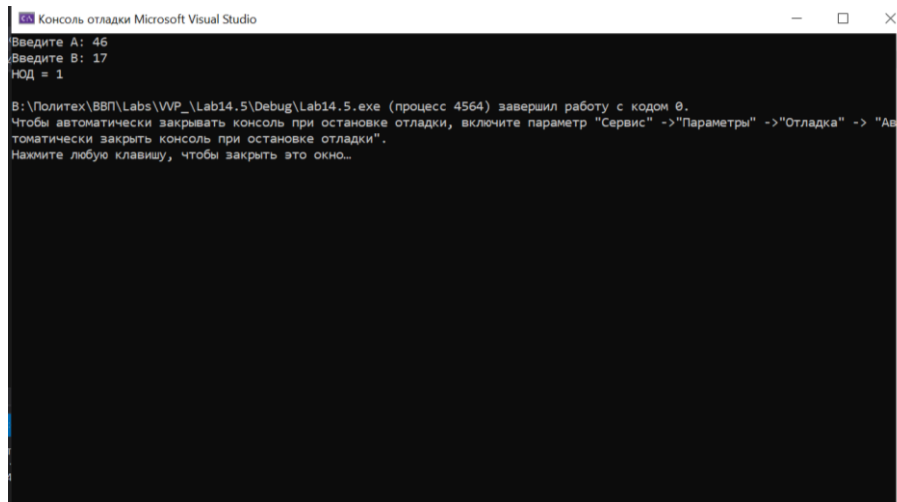 Консоль отладки Microsoft Visual Studio
Введите A: 46
Введите B: 17
НОД = 1
B:\Политех\ВВП\Labs\VVP_\Lab14.5\Debug\Lab14.5.exe (процесс 4564) завершил работу с кодом 0.
Чтобы автоматически закрывать консоль при остановке отладки, включите параметр "Сервис" ->"Параметры" ->"Отладка" -> "Ав
томатически закрыть консоль при остановке отладки".
Нажмите любую клавишу, чтобы закрыть это окно…